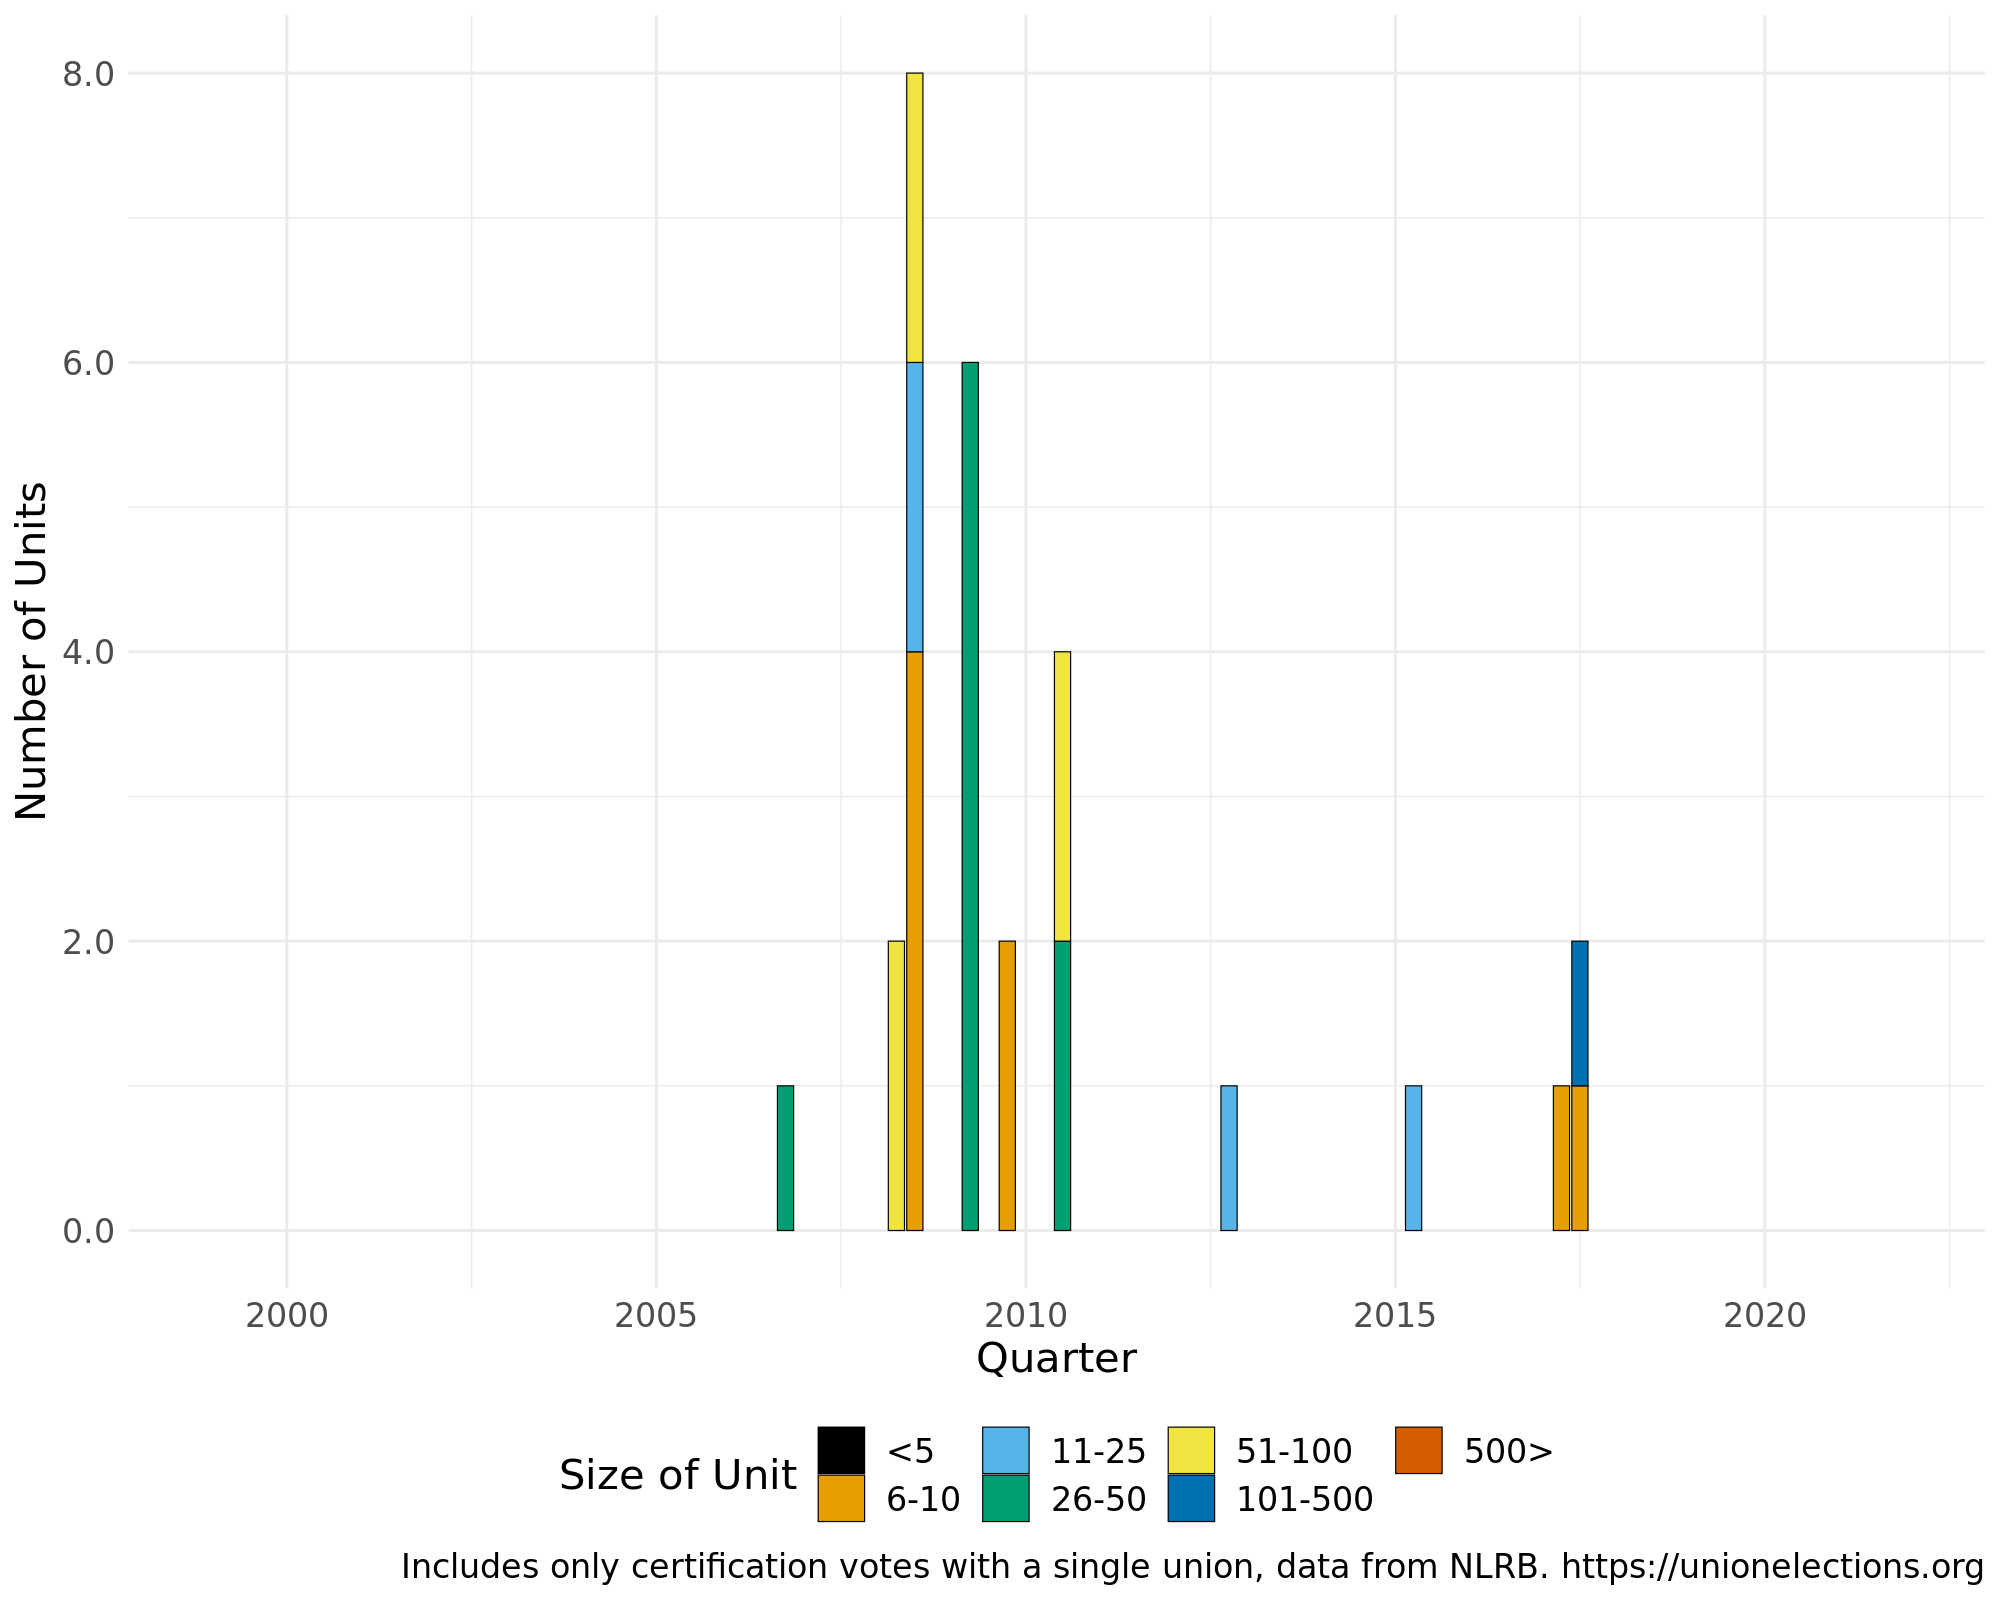 8.0
6.0
4.0
2.0
0.0
Number of Units
2000 2005 2010 2015 2020
Quarter
Size of Unit
<5 11-25 51-100 500>
6-10 26-50 101-500
Includes only certification votes with a single union, data from NLRB. https://unionelections.org